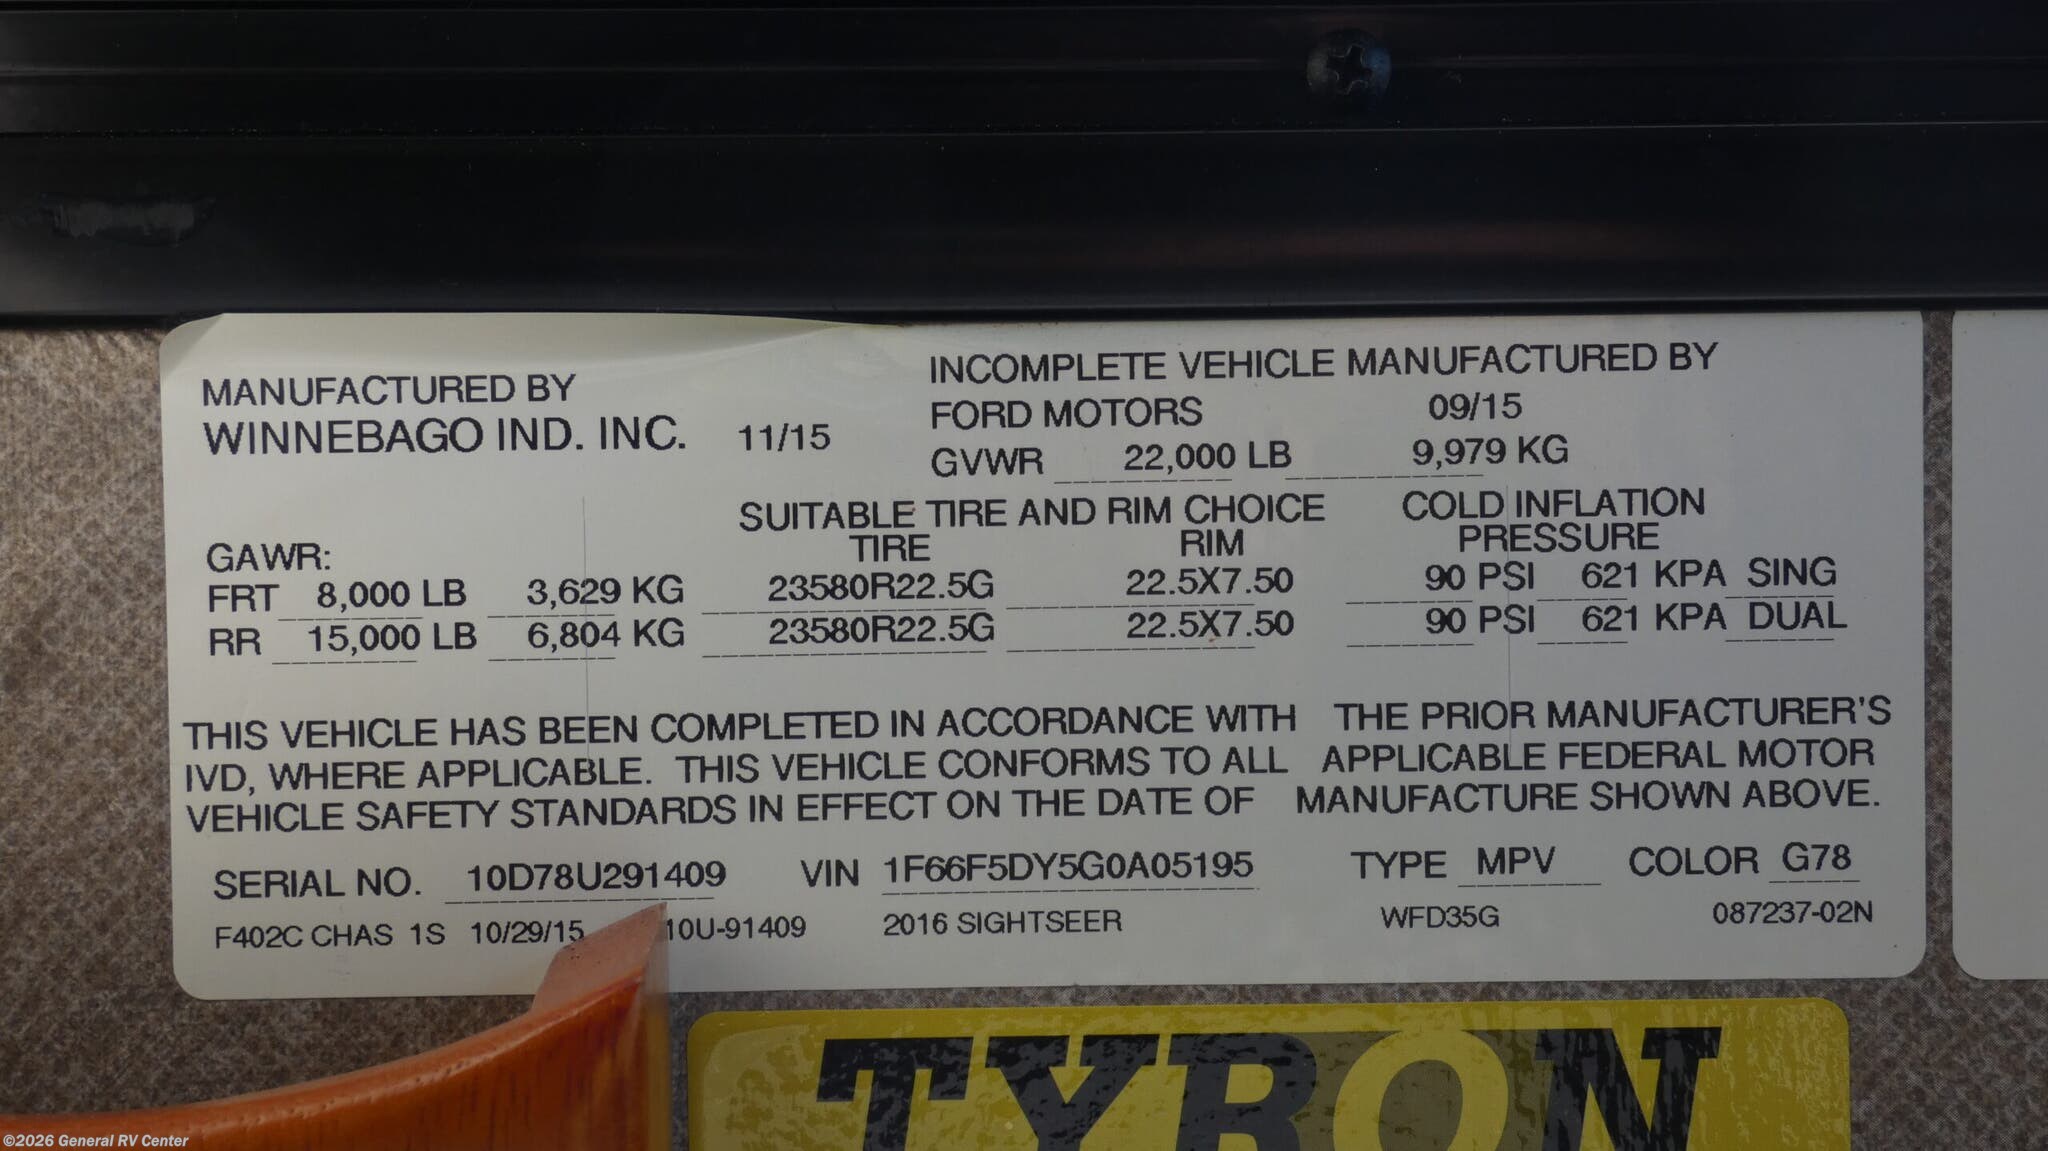 MANUFACTURED BY
WINNEBAGO IND. INC. 11/15
INCOMPLETE VEHICLE MANUFACTURED BY
FORD MOTORS 09/15
GVWR 22,000 LB 9,979 KG
SUITABLE TIRE AND RIM CHOICE COLD INFLATION
GAWR: TIRE RIM PRESSURE
FRT 8,000 LB 3,629 KG 23580R22.5G 22.5X7.50 90 PSI 621 KPA SING
RR 15,000 LB 6,804 KG 23580R22.5G 22.5X7.50 90 PSI 621 KPA DUAL
THIS VEHICLE HAS BEEN COMPLETED IN ACCORDANCE WITH THE PRIOR MANUFACTURER'S
IVD, WHERE APPLICABLE. THIS VEHICLE CONFORMS TO ALL APPLICABLE FEDERAL MOTOR
VEHICLE SAFETY STANDARDS IN EFFECT ON THE DATE OF MANUFACTURE SHOWN ABOVE.
SERIAL NO. 10D78U291409 VIN 1F66F5DY5G0A05195 TYPE MPV COLOR G78
F402C CHAS 1S 10/29/15 10U-91409 2016 SIGHTSEER WFD35G 087237-02N
TYRON
©2026 General RV Center